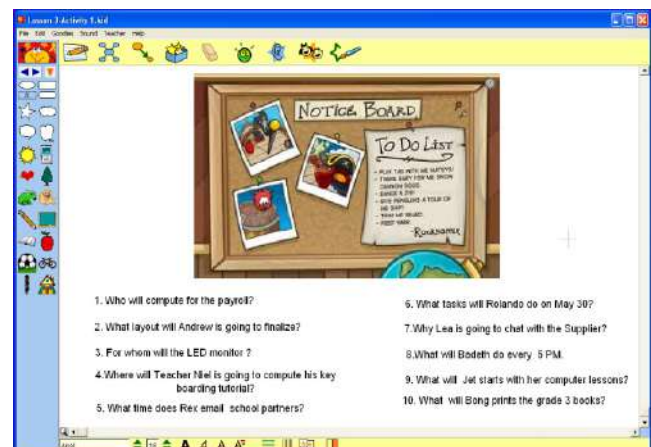 Lesson 3-Activity 1.kid
File Edit Goodies Sound Teacher Help
NOTICE BOARD
TO DO LIST
- ROCKHOPPER
1. Who will compute for the payroll?
2. What layout will Andrew is going to finalize?
3. For whom will the LED monitor ?
4.Where will Teacher Niel is going to compute his key
boarding tutorial?
5. What time does Rex email school partners?
6. What tasks will Rolando do on May 30?
7.Why Lea is going to chat with the Supplier?
8.What will Badeth do every 5 PM.
9. What will Jet starts with her computer lessons?
10. What will Bong prints the grade 3 books?